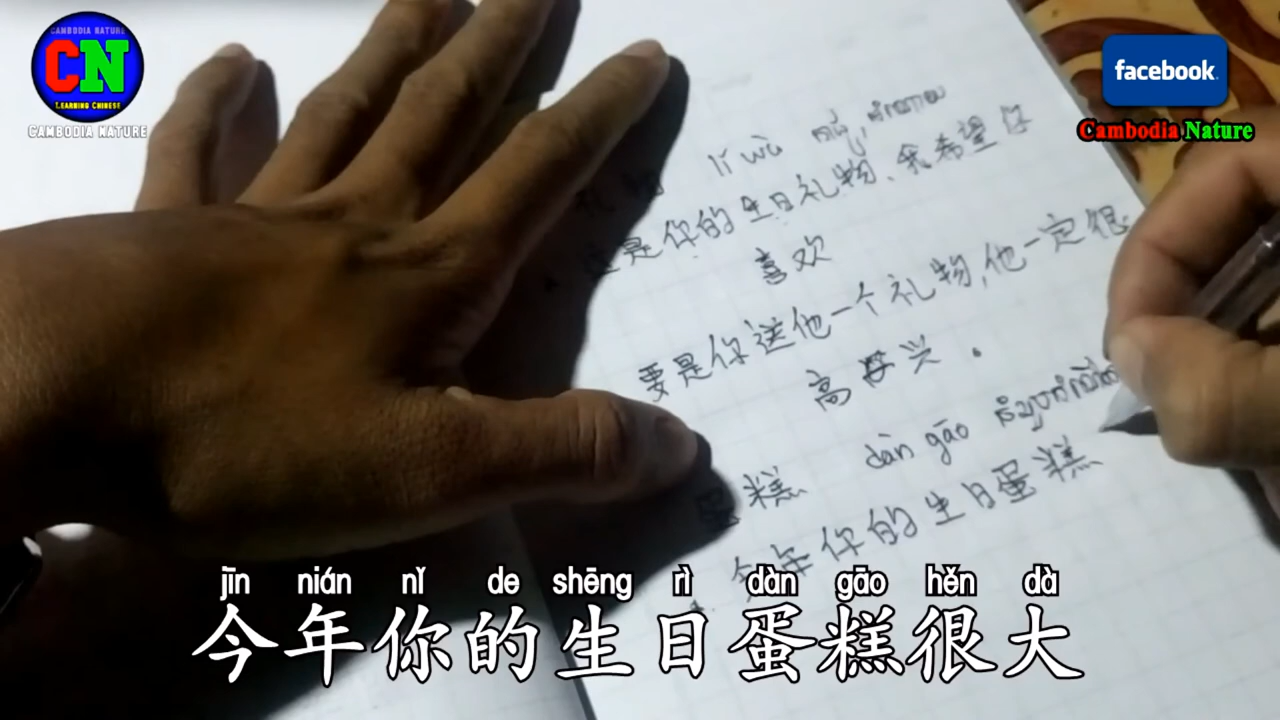 CAMBODIA NATURE
CN
LEARNING CHINESE
CAMBODIA NATURE
facebook
Cambodia Nature
lǐ wù
是你的生日礼物、我希望你
喜欢
要是你送他一个礼物,他一定很
高兴.
糕 dàn gāo
今年你的生日蛋糕
jīn nián nǐ de shēng rì dàn gāo hěn dà
今年你的生日蛋糕很大